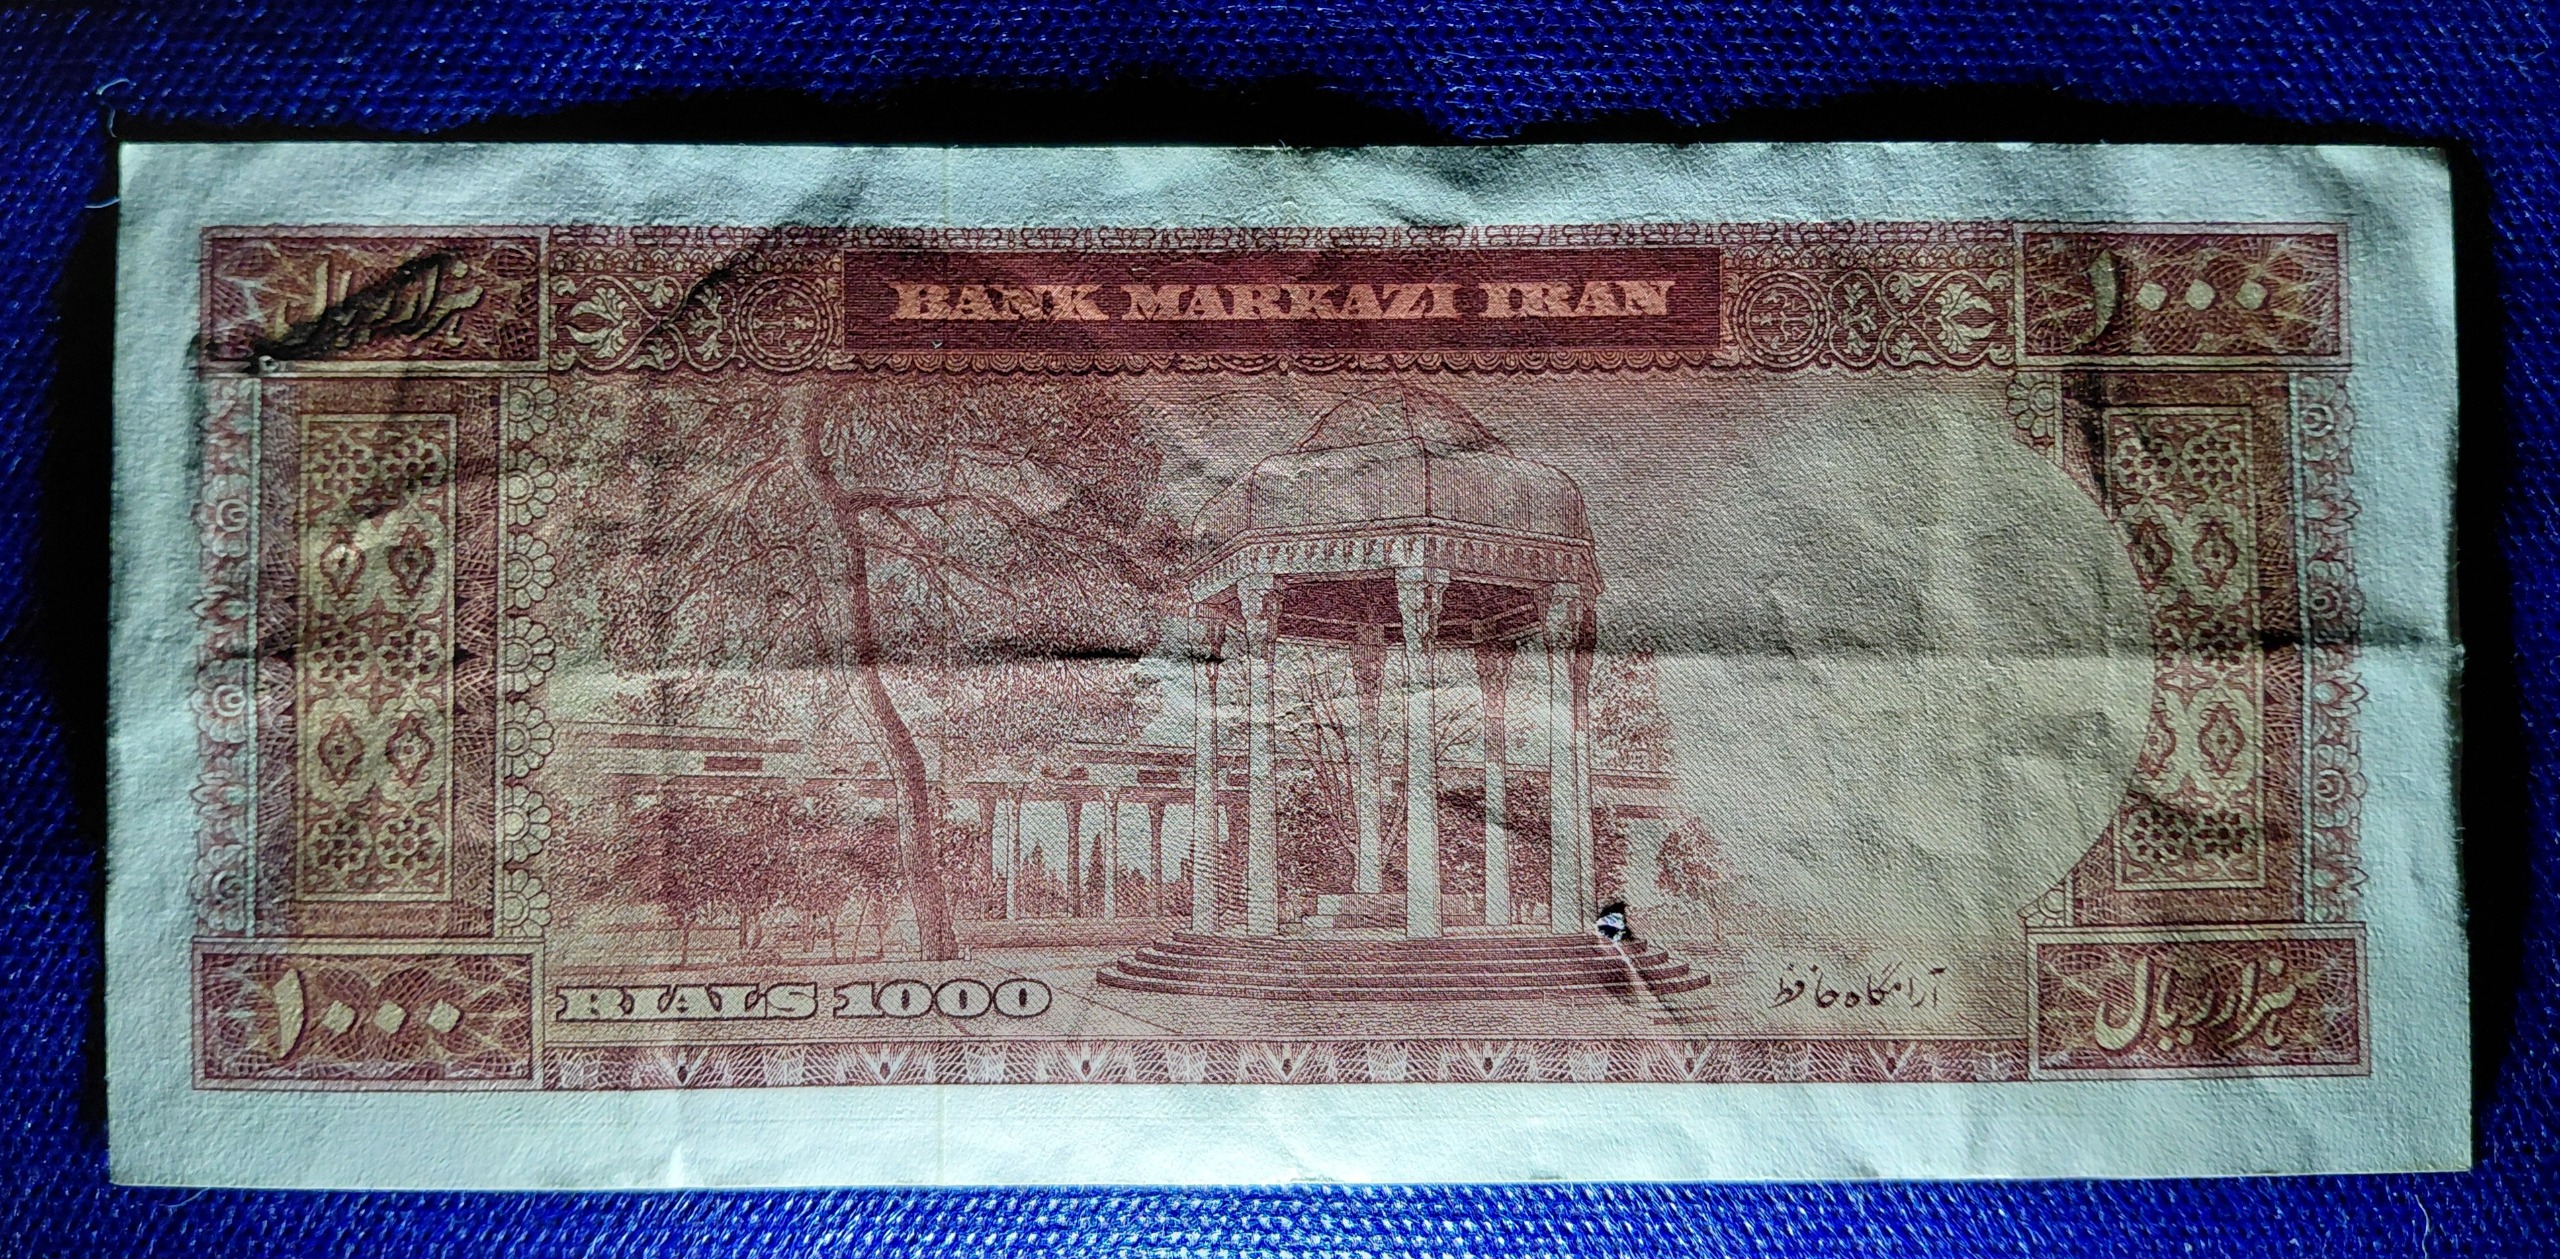 هزار ریال
BANK MARKAZI IRAN
۱۰۰۰
۱۰۰۰
RIALS 1000
آرامگاه حافظ
هزار ریال